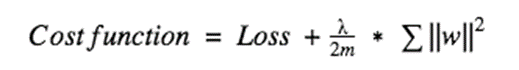 Cost function = Loss + λ/2m * ∑ ||w||²